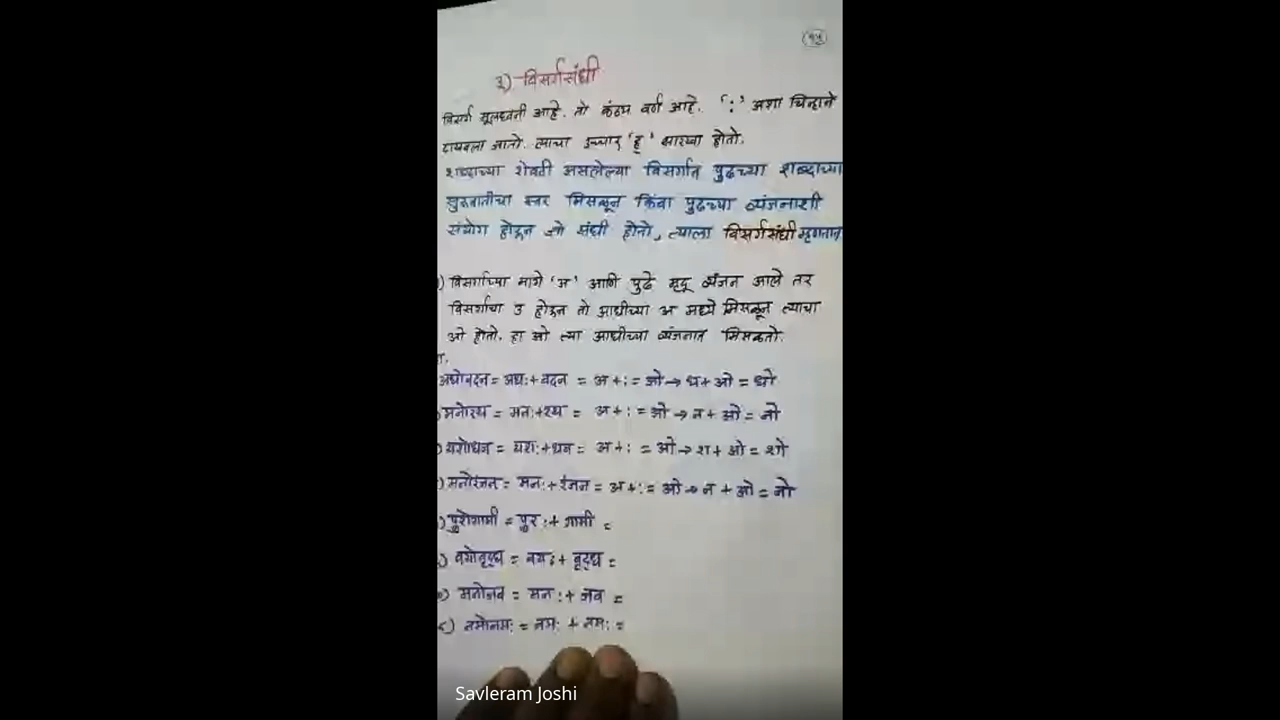 ३) विसर्गसंधी
विसर्ग मूलध्वनी आहे. तो कंठ्य वर्ण आहे. ':' अशा चिन्हाने
दाखवला जातो. त्याचा उच्चार 'ह्' सारखा होतो.
शब्दाच्या शेवटी असलेल्या विसर्गात पुढच्या शब्दाच्या
सुरुवातीचा स्वर मिसळून किंवा पुढच्या व्यंजनाशी
संयोग होऊन जो संधी होतो, त्याला विसर्गसंधी म्हणतात
) विसर्गाच्या मागे 'अ' आणि पुढे मृदू व्यंजन आले तर
विसर्गाचा उ होऊन तो आधीच्या अ मध्ये मिसळून त्याचा
ओ होतो. हा ओ त्या आधीच्या व्यंजनात मिसळतो.
अधोवदन = अध:+ वदन = अ + : = ओ → ध + ओ = धो
) मनोरथ = मन:+रथ = अ + : = ओ → न + ओ = नो
) यशोधन = यश:+धन = अ + : = ओ → श + ओ = शो
) मनोरंजन = मन:+ रंजन = अ + : = ओ → न + ओ = नो
) पुरोगामी = पुर:+ गामी =
) वयोवृद्ध = वय:+ वृद्ध =
) मनोजव = मन:+ जव =
८) नमोनम: = नम: + नम: =
Savleram Joshi